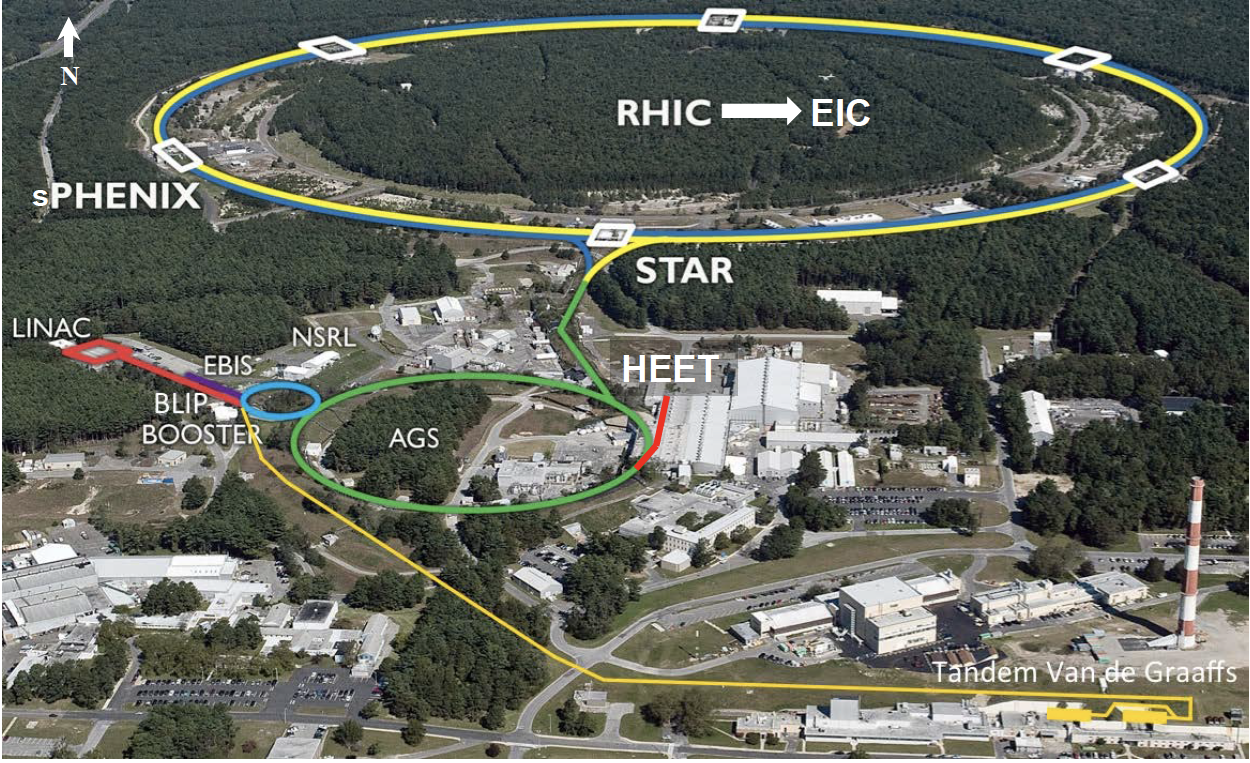 N
RHIC EIC
sPHENIX
STAR
LINAC
NSRL
EBIS
HEET
BLIP
BOOSTER
AGS
Tandem Van de Graaffs